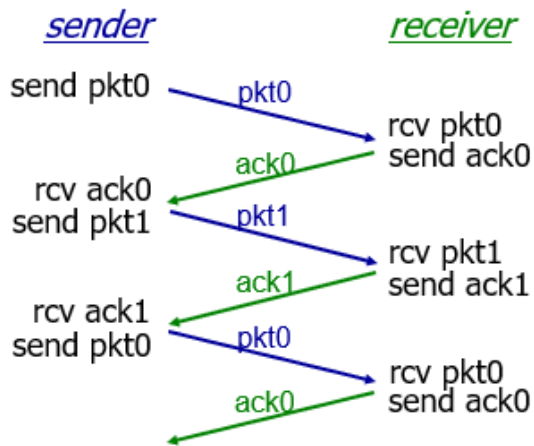 sender receiver
send pkt0
pkt0
rcv pkt0
send ack0
ack0
rcv ack0
send pkt1
pkt1
rcv pkt1
send ack1
ack1
rcv ack1
send pkt0
pkt0
rcv pkt0
send ack0
ack0